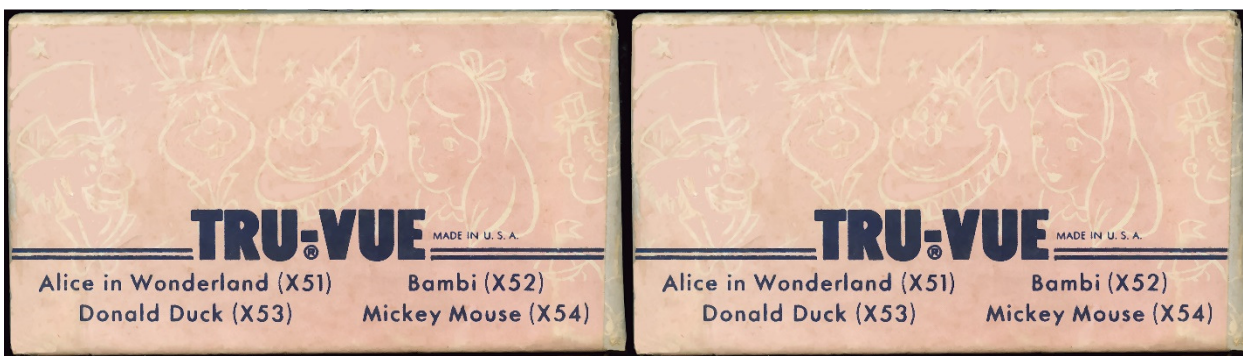 TRU-VUE
®
MADE IN U. S. A.
Alice in Wonderland (X51) Bambi (X52)
Donald Duck (X53) Mickey Mouse (X54)
TRU-VUE
®
MADE IN U. S. A.
Alice in Wonderland (X51) Bambi (X52)
Donald Duck (X53) Mickey Mouse (X54)